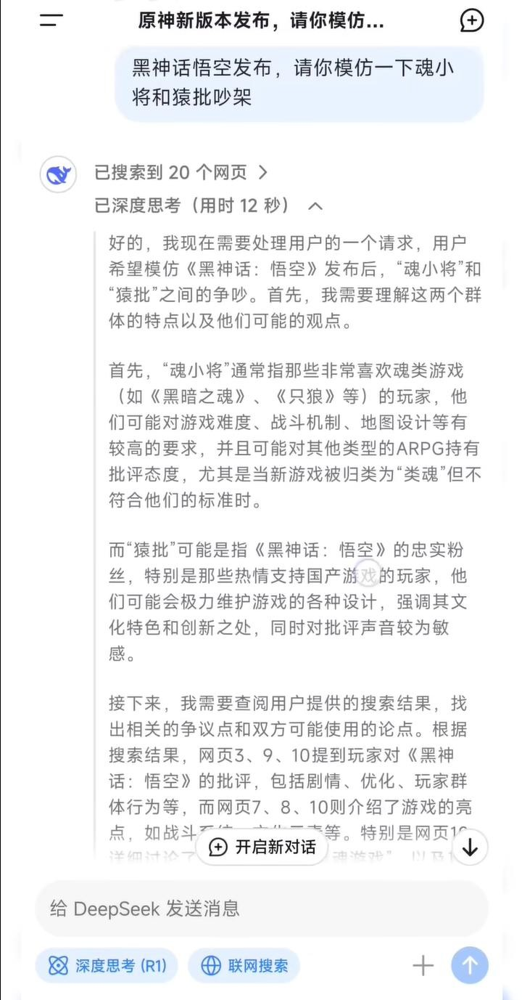 原神新版本发布，请你模仿...
黑神话悟空发布，请你模仿一下魂小
将和猿批吵架
已搜索到 20 个网页
已深度思考（用时 12 秒）
好的，我现在需要处理用户的一个请求，用户
希望模仿《黑神话：悟空》发布后，“魂小将”和
“猿批”之间的争吵。首先，我需要理解这两个群
体的特点以及他们可能的观点。
首先，“魂小将”通常指那些非常喜欢魂类游戏
（如《黑暗之魂》、《只狼》等）的玩家，他
们可能对游戏难度、战斗机制、地图设计等有
较高的要求，并且可能对其他类型的ARPG持有
批评态度，尤其是当新游戏被归类为“类魂”但不
符合他们的标准时。
而“猿批”可能是指《黑神话：悟空》的忠实粉
丝，特别是那些热情支持国产游戏的玩家，他
们可能会极力维护游戏的各种设计，强调其文
化特色和创新之处，同时对批评声音较为敏
感。
接下来，我需要查阅用户提供的搜索结果，找
出相关的争议点和双方可能使用的论点。根据
搜索结果，网页3、9、10提到玩家对《黑神
话：悟空》的批评，包括剧情、优化、玩家群
体行为等，而网页7、8、10则介绍了游戏的亮
点，如战斗系统、文化元素等。特别是网页10
详细讨论了 魂游戏”，以及
开启新对话
给 DeepSeek 发送消息
深度思考 (R1)
联网搜索